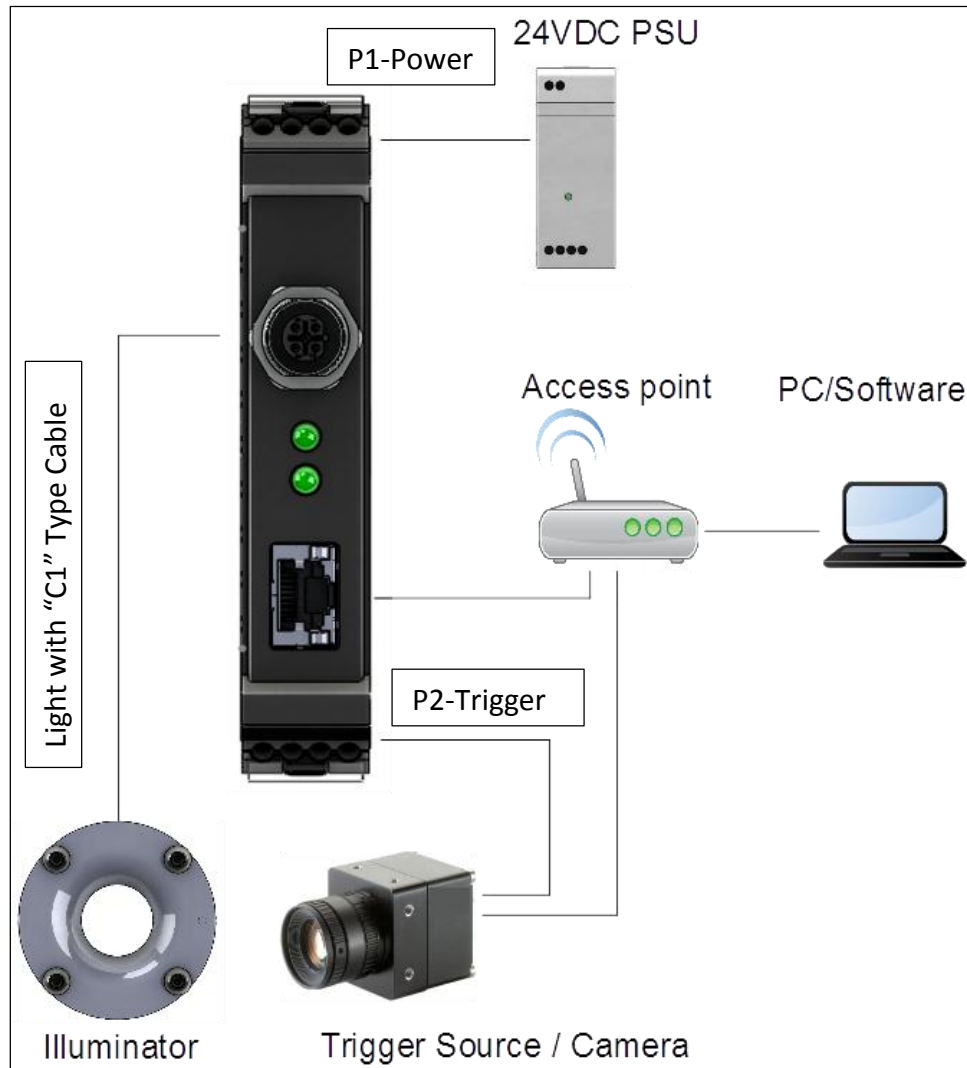 24VDC PSU
P1-Power
Access point
PC/Software
Light with “C1” Type Cable
P2-Trigger
Illuminator
Trigger Source / Camera